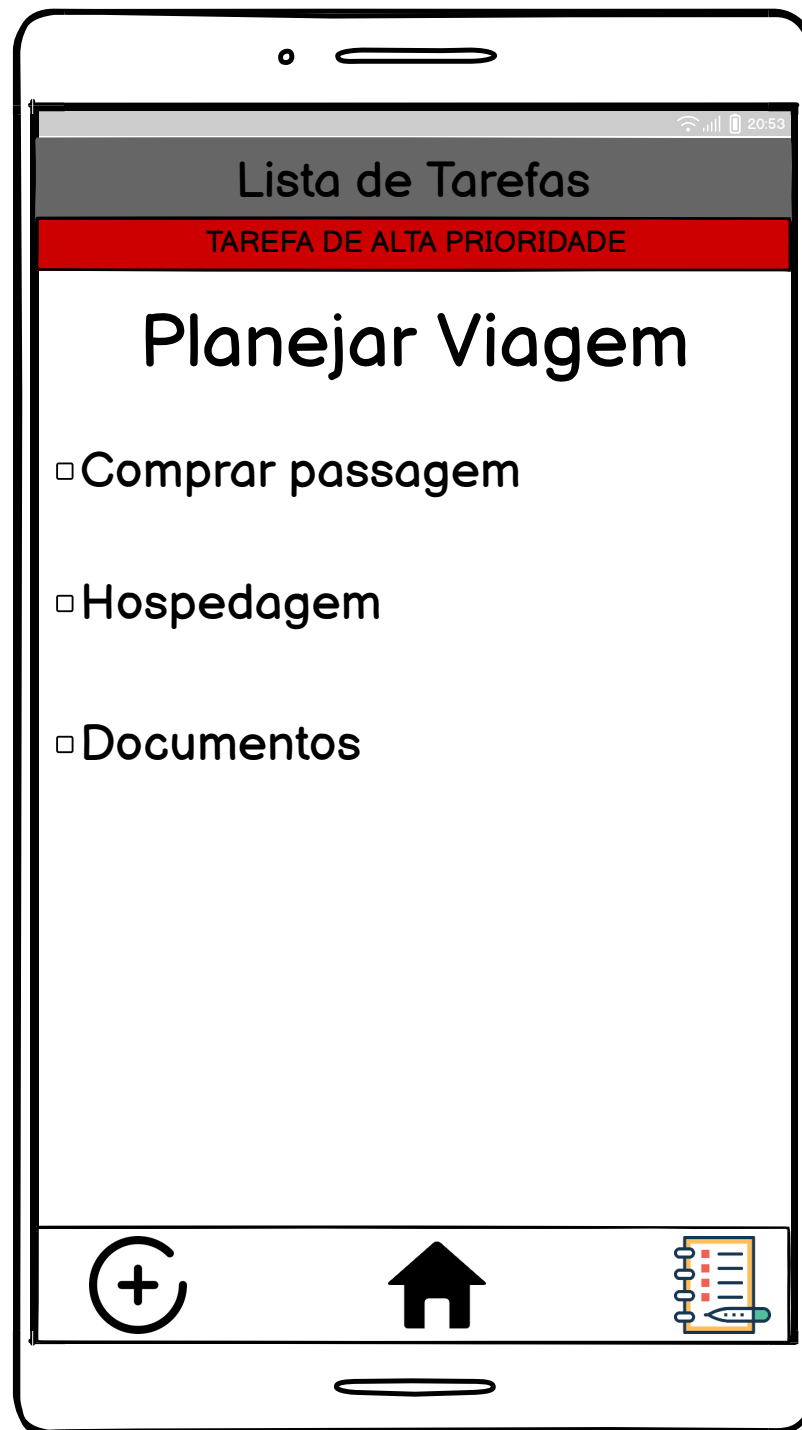 20:53
Lista de Tarefas
TAREFA DE ALTA PRIORIDADE
Planejar Viagem
Comprar passagem
Hospedagem
Documentos